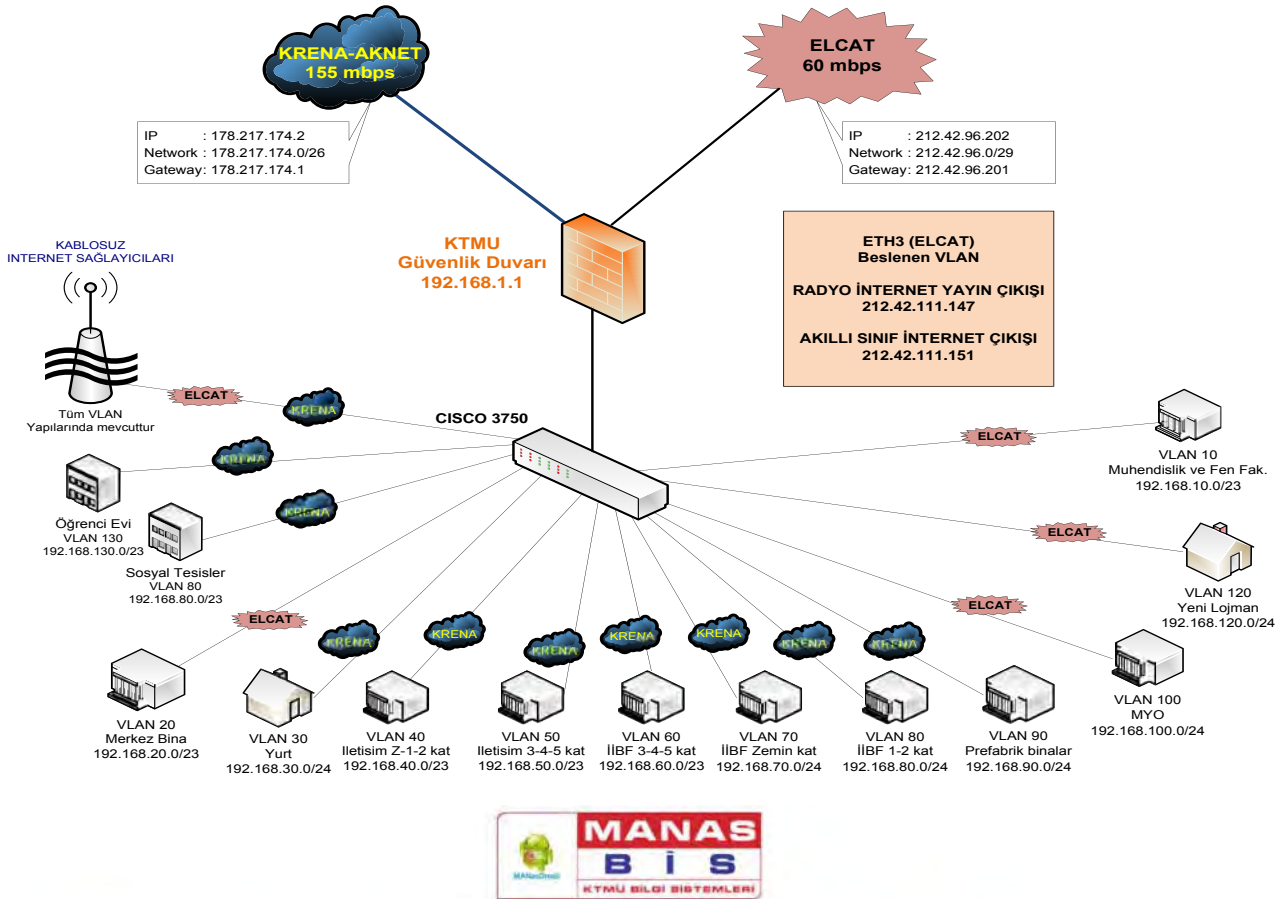 KRENA-AKNET
155 mbps
ELCAT
60 mbps
IP : 178.217.174.2
Network : 178.217.174.0/26
Gateway: 178.217.174.1
IP : 212.42.96.202
Network : 212.42.96.0/29
Gateway: 212.42.96.201
KTMU
Güvenlik Duvarı
192.168.1.1
ETH3 (ELCAT)
Beslenen VLAN
RADYO İNTERNET YAYIN ÇIKIŞI
212.42.111.147
AKILLI SINIF İNTERNET ÇIKIŞI
212.42.111.151
KABLOSUZ
INTERNET SAĞLAYICILARI
Tüm VLAN
Yapılarında mevcuttur
ELCAT
KRENA
CISCO 3750
KRENA
Öğrenci Evi
VLAN 130
192.168.130.0/23
KRENA
Sosyal Tesisler
VLAN 80
192.168.80.0/23
ELCAT
VLAN 10
Muhendislik ve Fen Fak.
192.168.10.0/23
ELCAT
VLAN 120
Yeni Lojman
192.168.120.0/24
ELCAT
VLAN 100
MYO
192.168.100.0/24
ELCAT
VLAN 20
Merkez Bina
192.168.20.0/23
KRENA
VLAN 30
Yurt
192.168.30.0/24
KRENA
VLAN 40
Iletisim Z-1-2 kat
192.168.40.0/23
KRENA
VLAN 50
Iletisim 3-4-5 kat
192.168.50.0/23
KRENA
VLAN 60
İİBF 3-4-5 kat
192.168.60.0/23
KRENA
VLAN 70
İİBF Zemin kat
192.168.70.0/24
KRENA
VLAN 80
İİBF 1-2 kat
192.168.80.0/24
KRENA
VLAN 90
Prefabrik binalar
192.168.90.0/24
MANAS
BİS
KTMÜ BİLGİ SİSTEMLERİ